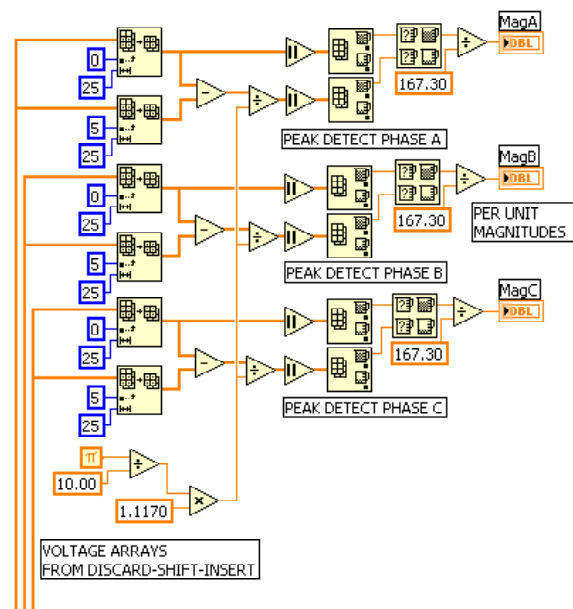 MagA
DBL
0
25
167.30
5
25
PEAK DETECT PHASE A
MagB
DBL
0
25
167.30
PER UNIT
MAGNITUDES
5
25
PEAK DETECT PHASE B
MagC
DBL
0
25
167.30
5
25
PEAK DETECT PHASE C
π
10.00
1.1170
VOLTAGE ARRAYS
FROM DISCARD-SHIFT-INSERT